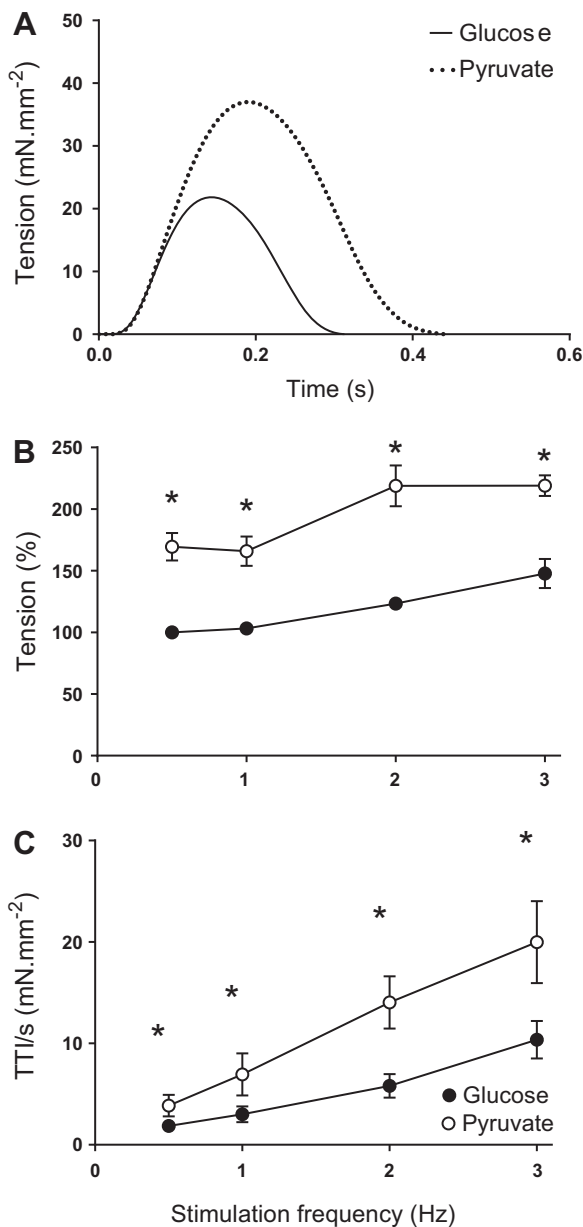 A
Tension (mN.mm-2)
50
40
30
20
10
0
0.0
0.2
0.4
0.6
Time (s)
Glucose
Pyruvate
B
Tension (%)
250
200
150
100
50
0
* * * *
0
1
2
3
C
TTI/s (mN.mm-2)
30
20
10
0
* * * *
Glucose
Pyruvate
0
1
2
3
Stimulation frequency (Hz)